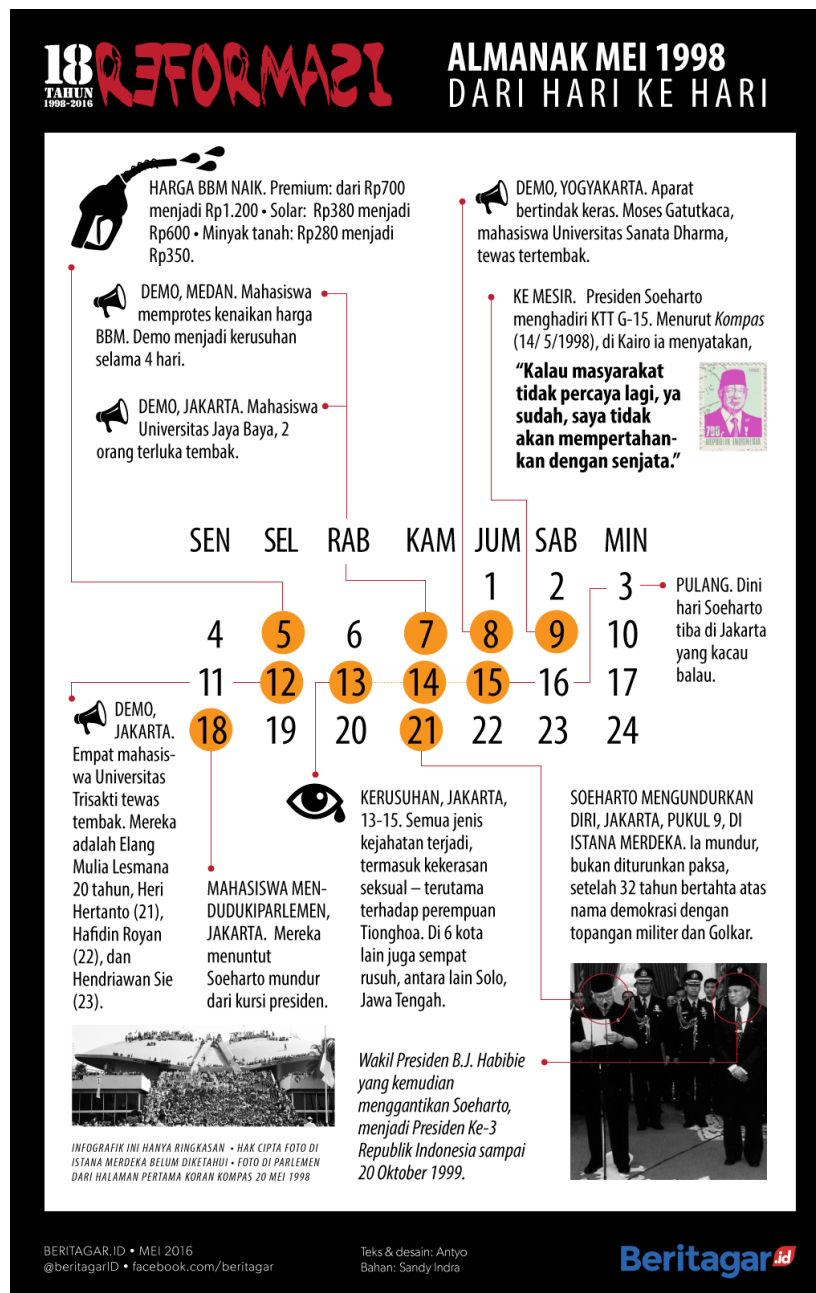 18
TAHUN
1998-2016
REFORMASI
ALMANAK MEI 1998
DARI HARI KE HARI
HARGA BBM NAIK. Premium: dari Rp700
menjadi Rp1.200 • Solar: Rp380 menjadi
Rp600 • Minyak tanah: Rp280 menjadi
Rp350.
DEMO, MEDAN. Mahasiswa
memprotes kenaikan harga
BBM. Demo menjadi kerusuhan
selama 4 hari.
DEMO, JAKARTA. Mahasiswa
Universitas Jaya Baya, 2
orang terluka tembak.
DEMO, YOGYAKARTA. Aparat
bertindak keras. Moses Gatutkaca,
mahasiswa Universitas Sanata Dharma,
tewas tertembak.
KE MESIR. Presiden Soeharto
menghadiri KTT G-15. Menurut Kompas
(14/ 5/1998), di Kairo ia menyatakan,
“Kalau masyarakat
tidak percaya lagi, ya
sudah, saya tidak
akan mempertahan-
kan dengan senjata.”
700
REPUBLIK INDONESIA
SEN SEL RAB KAM JUM SAB MIN
1 2 3
4 5 6 7 8 9 10
11 12 13 14 15 16 17
18 19 20 21 22 23 24
PULANG. Dini
hari Soeharto
tiba di Jakarta
yang kacau
balau.
DEMO,
JAKARTA.
Empat mahasis-
wa Universitas
Trisakti tewas
tembak. Mereka
adalah Elang
Mulia Lesmana
20 tahun, Heri
Hertanto (21),
Hafidin Royan
(22), dan
Hendriawan Sie
(23).
MAHASISWA MEN-
DUDUKIPARLEMEN,
JAKARTA. Mereka
menuntut
Soeharto mundur
dari kursi presiden.
KERUSUHAN, JAKARTA,
13-15. Semua jenis
kejahatan terjadi,
termasuk kekerasan
seksual – terutama
terhadap perempuan
Tionghoa. Di 6 kota
lain juga sempat
rusuh, antara lain Solo,
Jawa Tengah.
SOEHARTO MENGUNDURKAN
DIRI, JAKARTA, PUKUL 9, DI
ISTANA MERDEKA. Ia mundur,
bukan diturunkan paksa,
setelah 32 tahun bertahta atas
nama demokrasi dengan
topangan militer dan Golkar.
Wakil Presiden B.J. Habibie
yang kemudian
menggantikan Soeharto,
menjadi Presiden Ke-3
Republik Indonesia sampai
20 Oktober 1999.
INFOGRAFIK INI HANYA RINGKASAN • HAK CIPTA FOTO DI
ISTANA MERDEKA BELUM DIKETAHUI • FOTO DI PARLEMEN
DARI HALAMAN PERTAMA KORAN KOMPAS 20 MEI 1998
BERITAGAR.ID • MEI 2016
@beritagarID • facebook.com/beritagar
Teks & desain: Antyo
Bahan: Sandy Indra
Beritagar.id